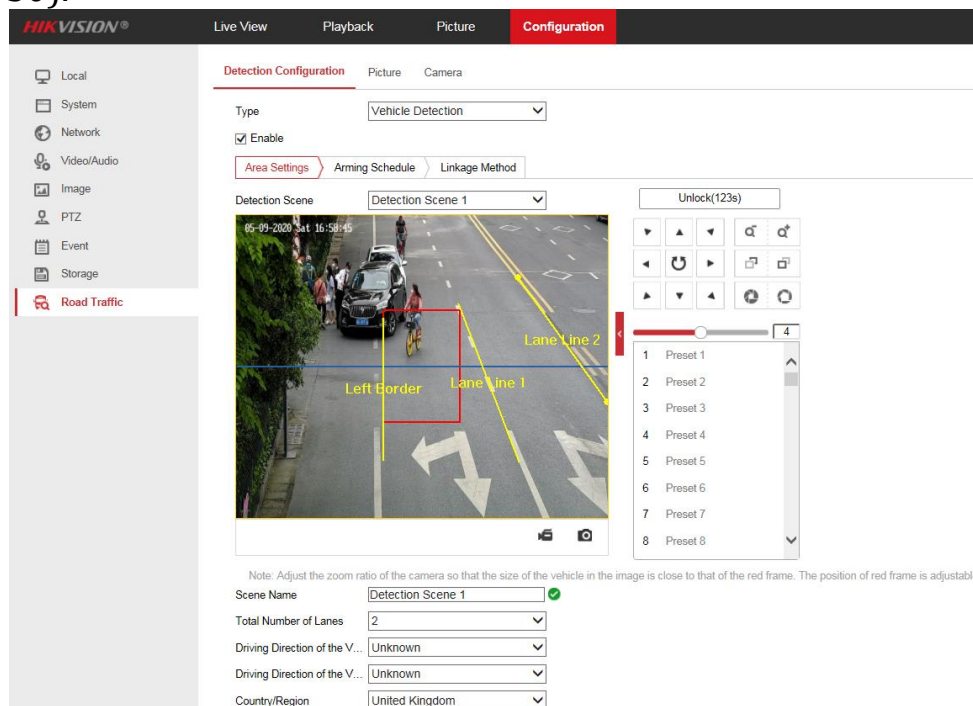 HIKVISION® Live View Playback Picture Configuration
Detection Configuration Picture Camera
Local
System
Network
Video/Audio
Image
PTZ
Event
Storage
Road Traffic
Type Vehicle Detection
Enable
Area Settings Arming Schedule Linkage Method
Detection Scene Detection Scene 1
Unlock(123s)
05-09-2020 Sat 16:58:45
Lane Line 2
Left Border Lane Line 1
4
1 Preset 1
2 Preset 2
3 Preset 3
4 Preset 4
5 Preset 5
6 Preset 6
7 Preset 7
8 Preset 8
Note: Adjust the zoom ratio of the camera so that the size of the vehicle in the image is close to that of the red frame. The position of red frame is adjustabl
Scene Name Detection Scene 1
Total Number of Lanes 2
Driving Direction of the V... Unknown
Driving Direction of the V... Unknown
Country/Region United Kingdom